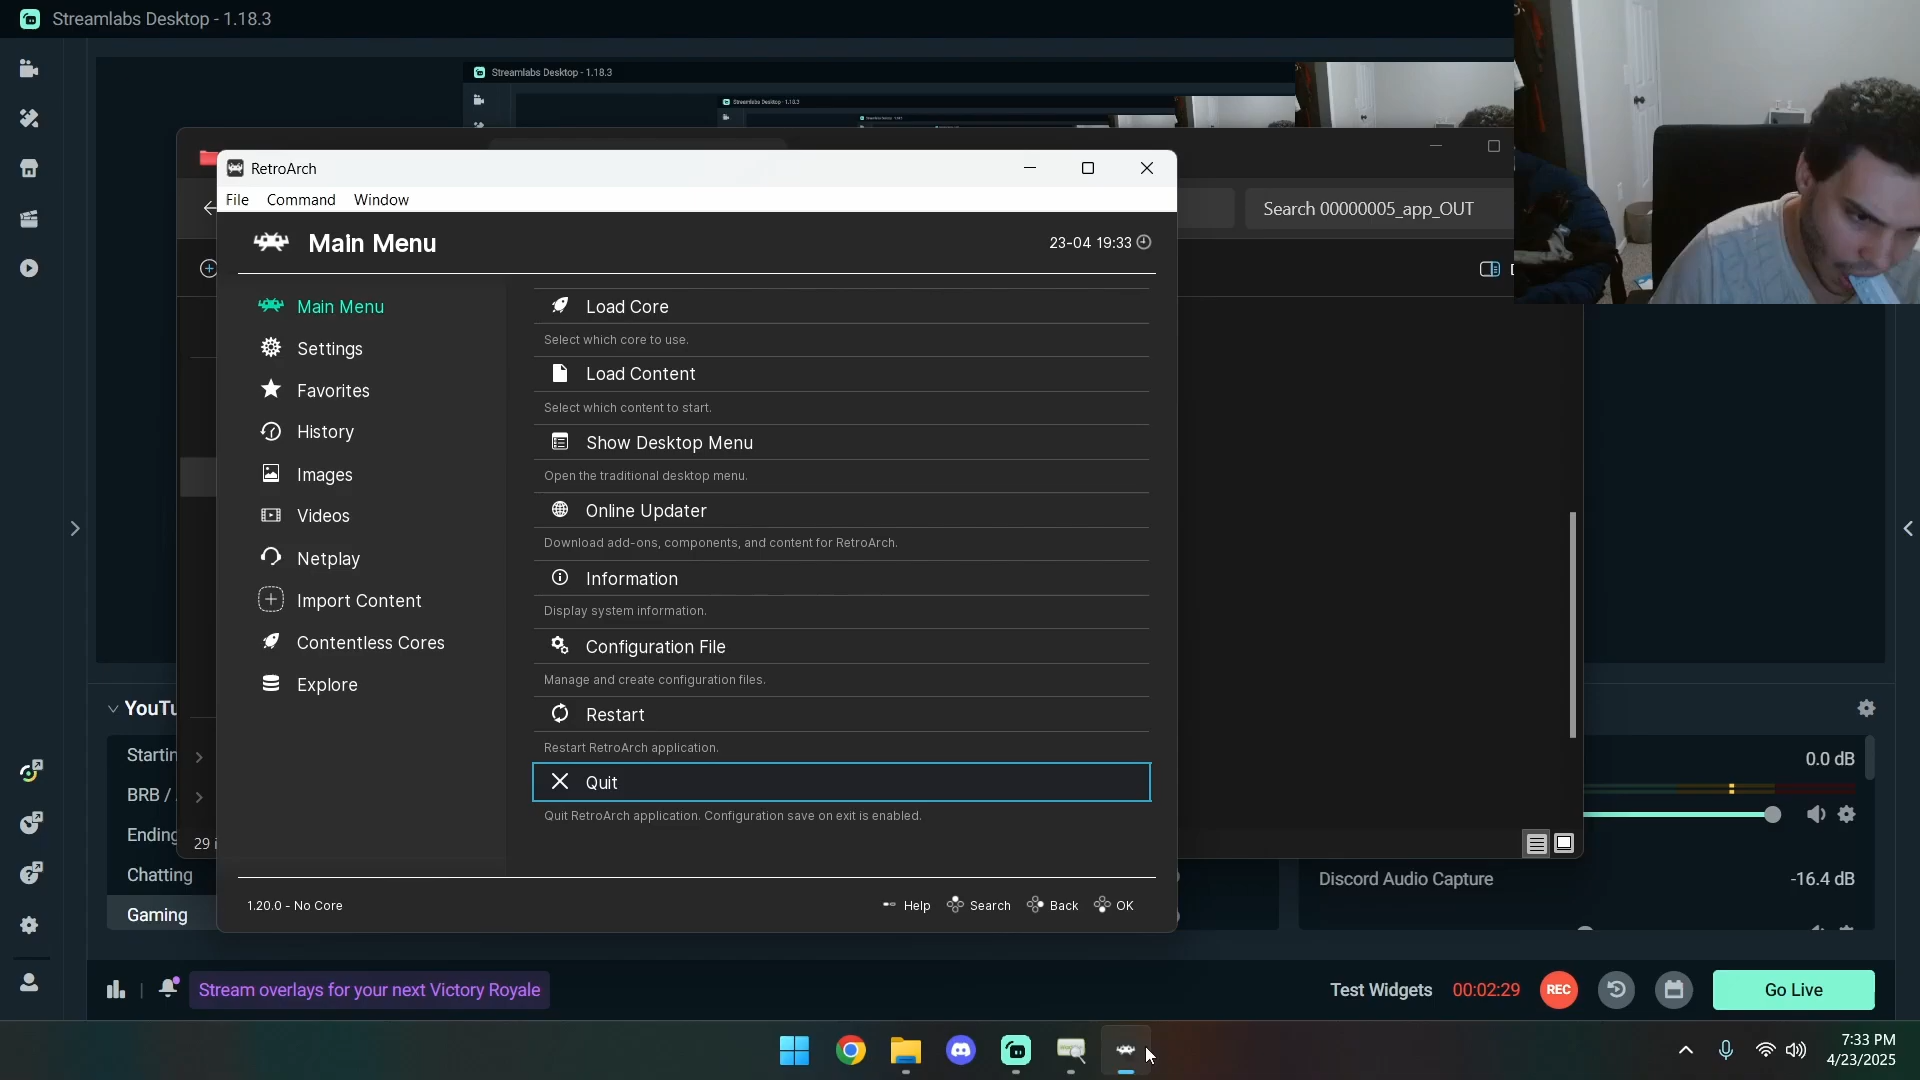 Streamlabs Desktop - 1.18.3
Streamlabs Desktop - 1.18.3
Streamlabs Desktop - 1.18.3
RetroArch
File Command Window
Search 00000005_app_OUT
Main Menu
23-04 19:33
Main Menu
Settings
Favorites
History
Images
Videos
Netplay
Import Content
Contentless Cores
Explore
Load Core
Select which core to use.
Load Content
Select which content to start.
Show Desktop Menu
Open the traditional desktop menu.
Online Updater
Download add-ons, components, and content for RetroArch.
Information
Display system information.
Configuration File
Manage and create configuration files.
Restart
Restart RetroArch application.
Quit
Quit RetroArch application. Configuration save on exit is enabled.
1.20.0 - No Core
Help Search Back OK
YouTu
Startin
BRB /
Ending
Chatting
Gaming
29 i
0.0 dB
Discord Audio Capture
-16.4 dB
Stream overlays for your next Victory Royale
Test Widgets
00:02:29
REC
Go Live
7:33 PM
4/23/2025